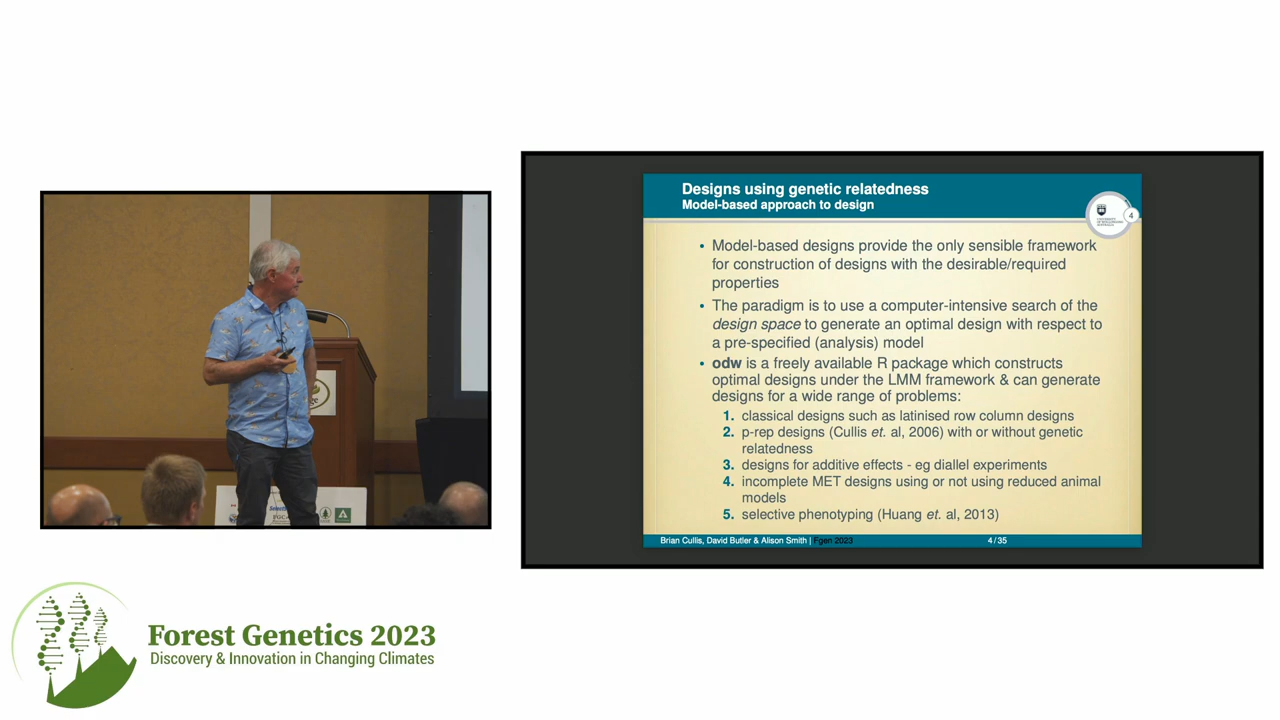 Designs using genetic relatedness
Model-based approach to design
4
• Model-based designs provide the only sensible framework
for construction of designs with the desirable/required
properties
• The paradigm is to use a computer-intensive search of the
design space to generate an optimal design with respect to
a pre-specified (analysis) model
• odw is a freely available R package which constructs
optimal designs under the LMM framework & can generate
designs for a wide range of problems:
1. classical designs such as latinised row column designs
2. p-rep designs (Cullis et. al, 2006) with or without genetic
relatedness
3. designs for additive effects - eg diallel experiments
4. incomplete MET designs using or not using reduced animal
models
5. selective phenotyping (Huang et. al, 2013)
Brian Cullis, David Butler & Alison Smith | Fgen 2023
4 / 35
Forest Genetics 2023
Discovery & Innovation in Changing Climates